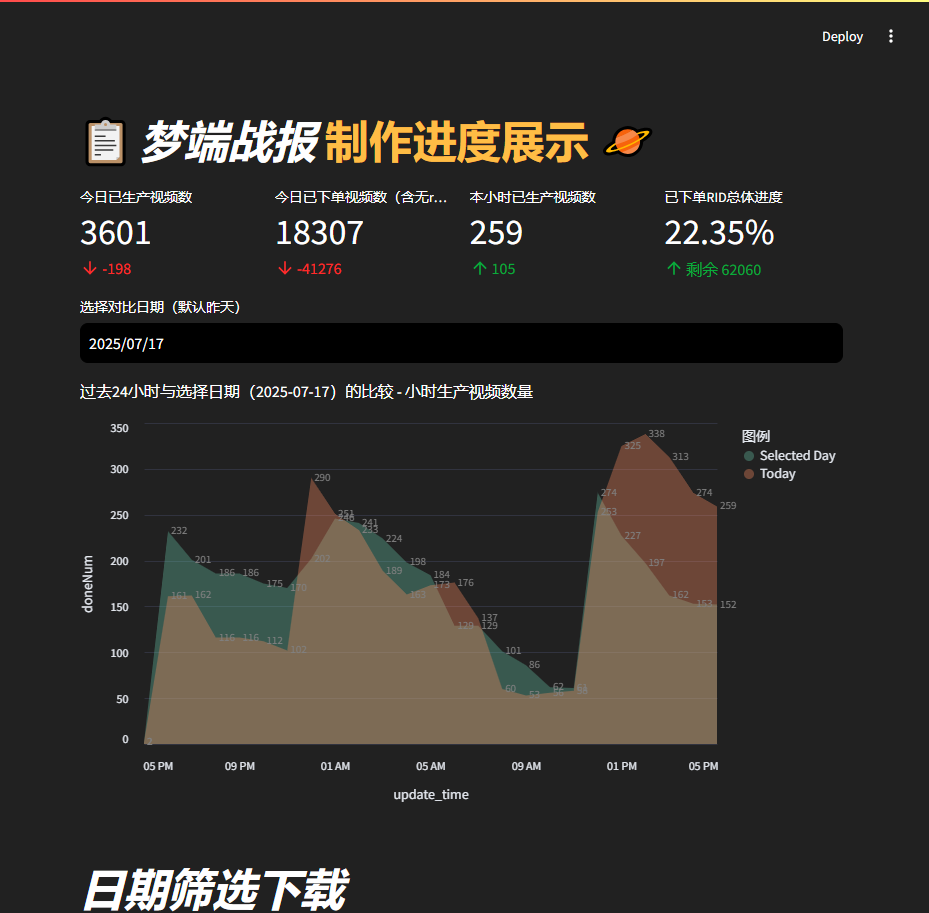 Deploy
梦端战报 制作进度展示
今日已生产视频数
3601
-198
今日已下单视频数（含无r...
18307
-41276
本小时已生产视频数
259
105
已下单RID总体进度
22.35%
剩余 62060
选择对比日期（默认昨天）
2025/07/17
过去24小时与选择日期（2025-07-17）的比较 - 小时生产视频数量
350
300
250
200
150
100
50
0
doneNum
2
232
161
201
162
186
116
186
116
175
112
170
102
290
202
251
246
241
233
224
189
198
163
184
173
176
129
137
129
101
60
86
53
62
274
253
325
227
338
197
313
162
274
153
259
152
05 PM
09 PM
01 AM
05 AM
09 AM
01 PM
05 PM
update_time
图例
Selected Day
Today
日期筛选下载